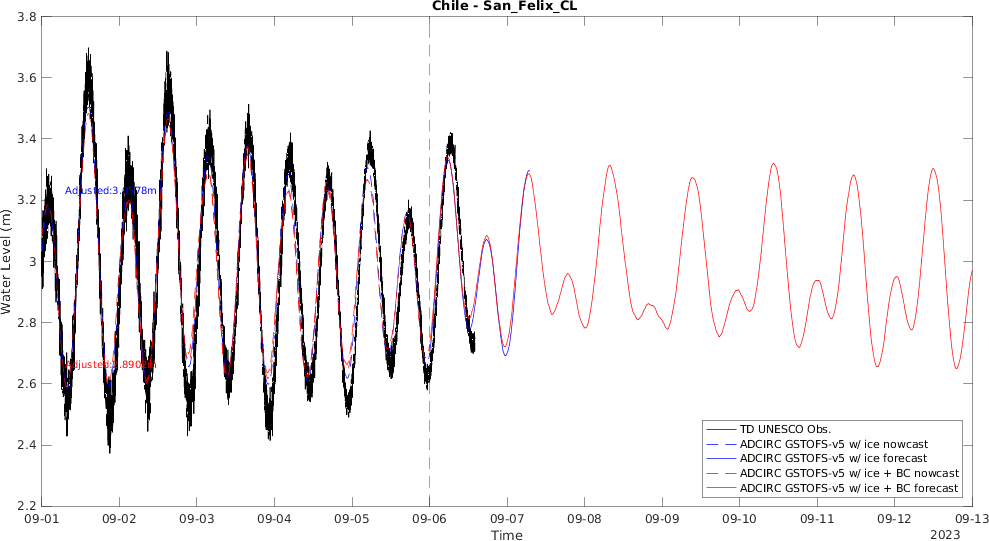 Chile - San_Felix_CL
3.8
3.6
3.4
3.2
3
2.8
2.6
2.4
2.2
Water Level (m)
09-01
09-02
09-03
09-04
09-05
09-06
09-07
09-08
09-09
09-10
09-11
09-12
09-13
Time
2023
TD UNESCO Obs.
ADCIRC GSTOFS-v5 w/ ice nowcast
ADCIRC GSTOFS-v5 w/ ice forecast
ADCIRC GSTOFS-v5 w/ ice + BC nowcast
ADCIRC GSTOFS-v5 w/ ice + BC forecast